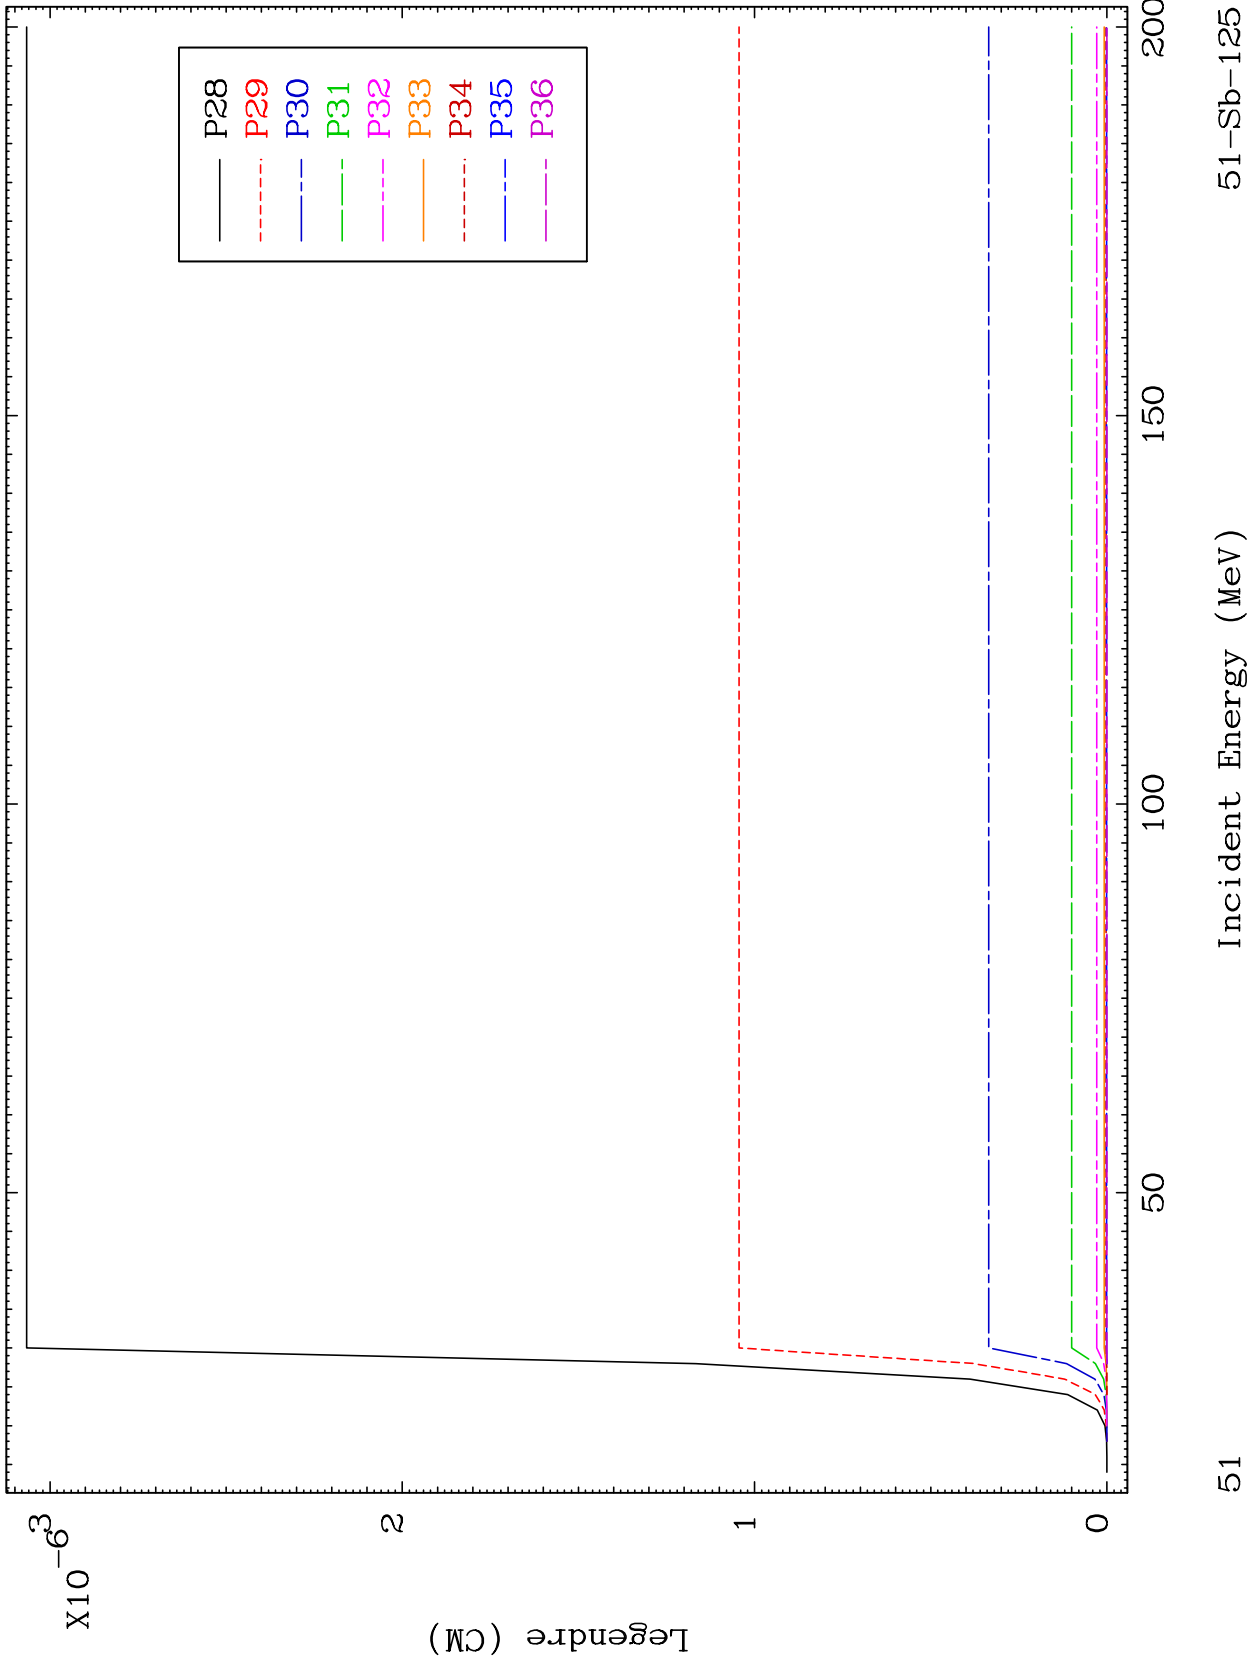 X10-6
3
2
1
0
Legendre (CM)
P28
P29
P30
P31
P32
P33
P34
P35
P36
50
100
150
200
Incident Energy (MeV)
51
51-Sb-125